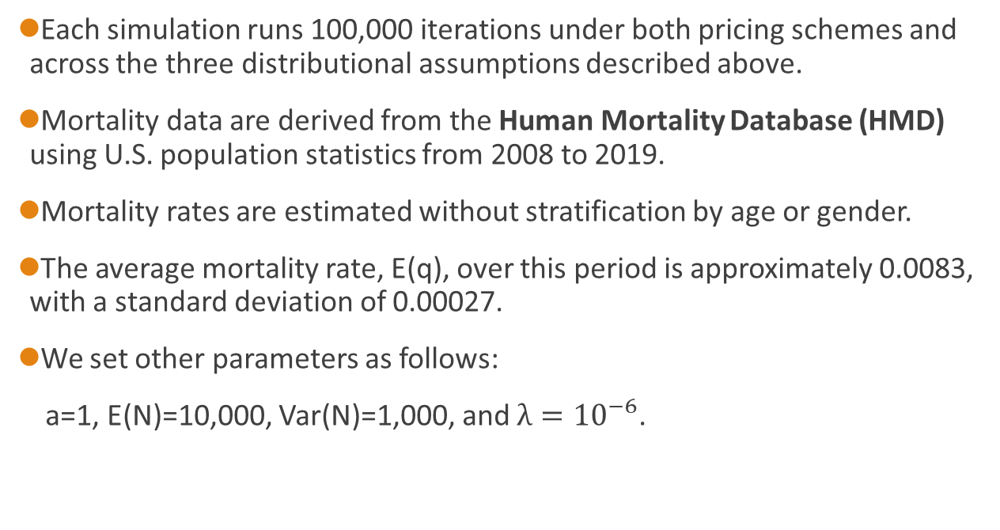 ●Each simulation runs 100,000 iterations under both pricing schemes and
across the three distributional assumptions described above.
●Mortality data are derived from the Human Mortality Database (HMD)
using U.S. population statistics from 2008 to 2019.
●Mortality rates are estimated without stratification by age or gender.
●The average mortality rate, E(q), over this period is approximately 0.0083,
with a standard deviation of 0.00027.
●We set other parameters as follows:
a=1, E(N)=10,000, Var(N)=1,000, and λ = 10⁻⁶.